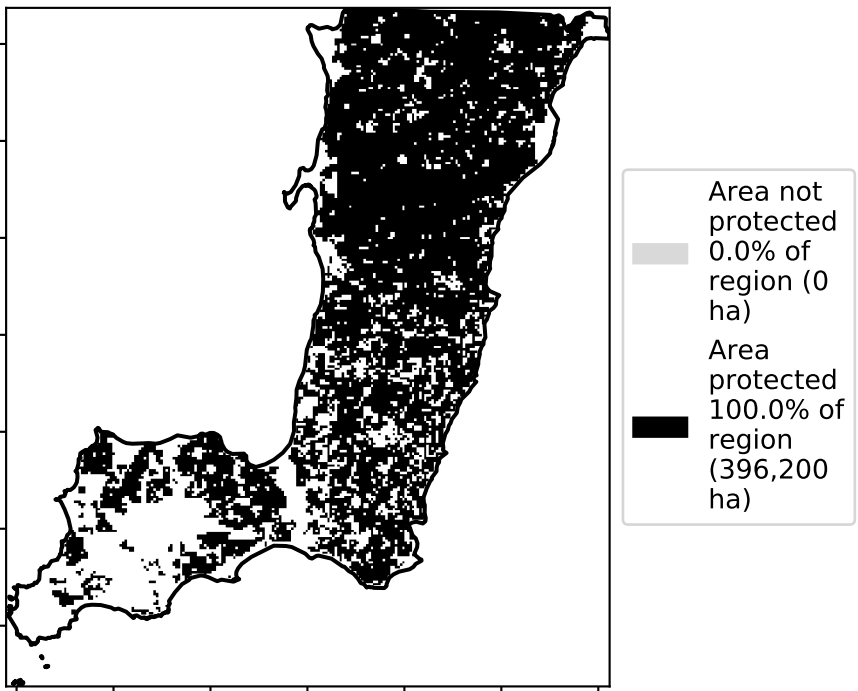 Area not
protected
0.0% of
region (0
ha)
Area
protected
100.0% of
region
(396,200
ha)